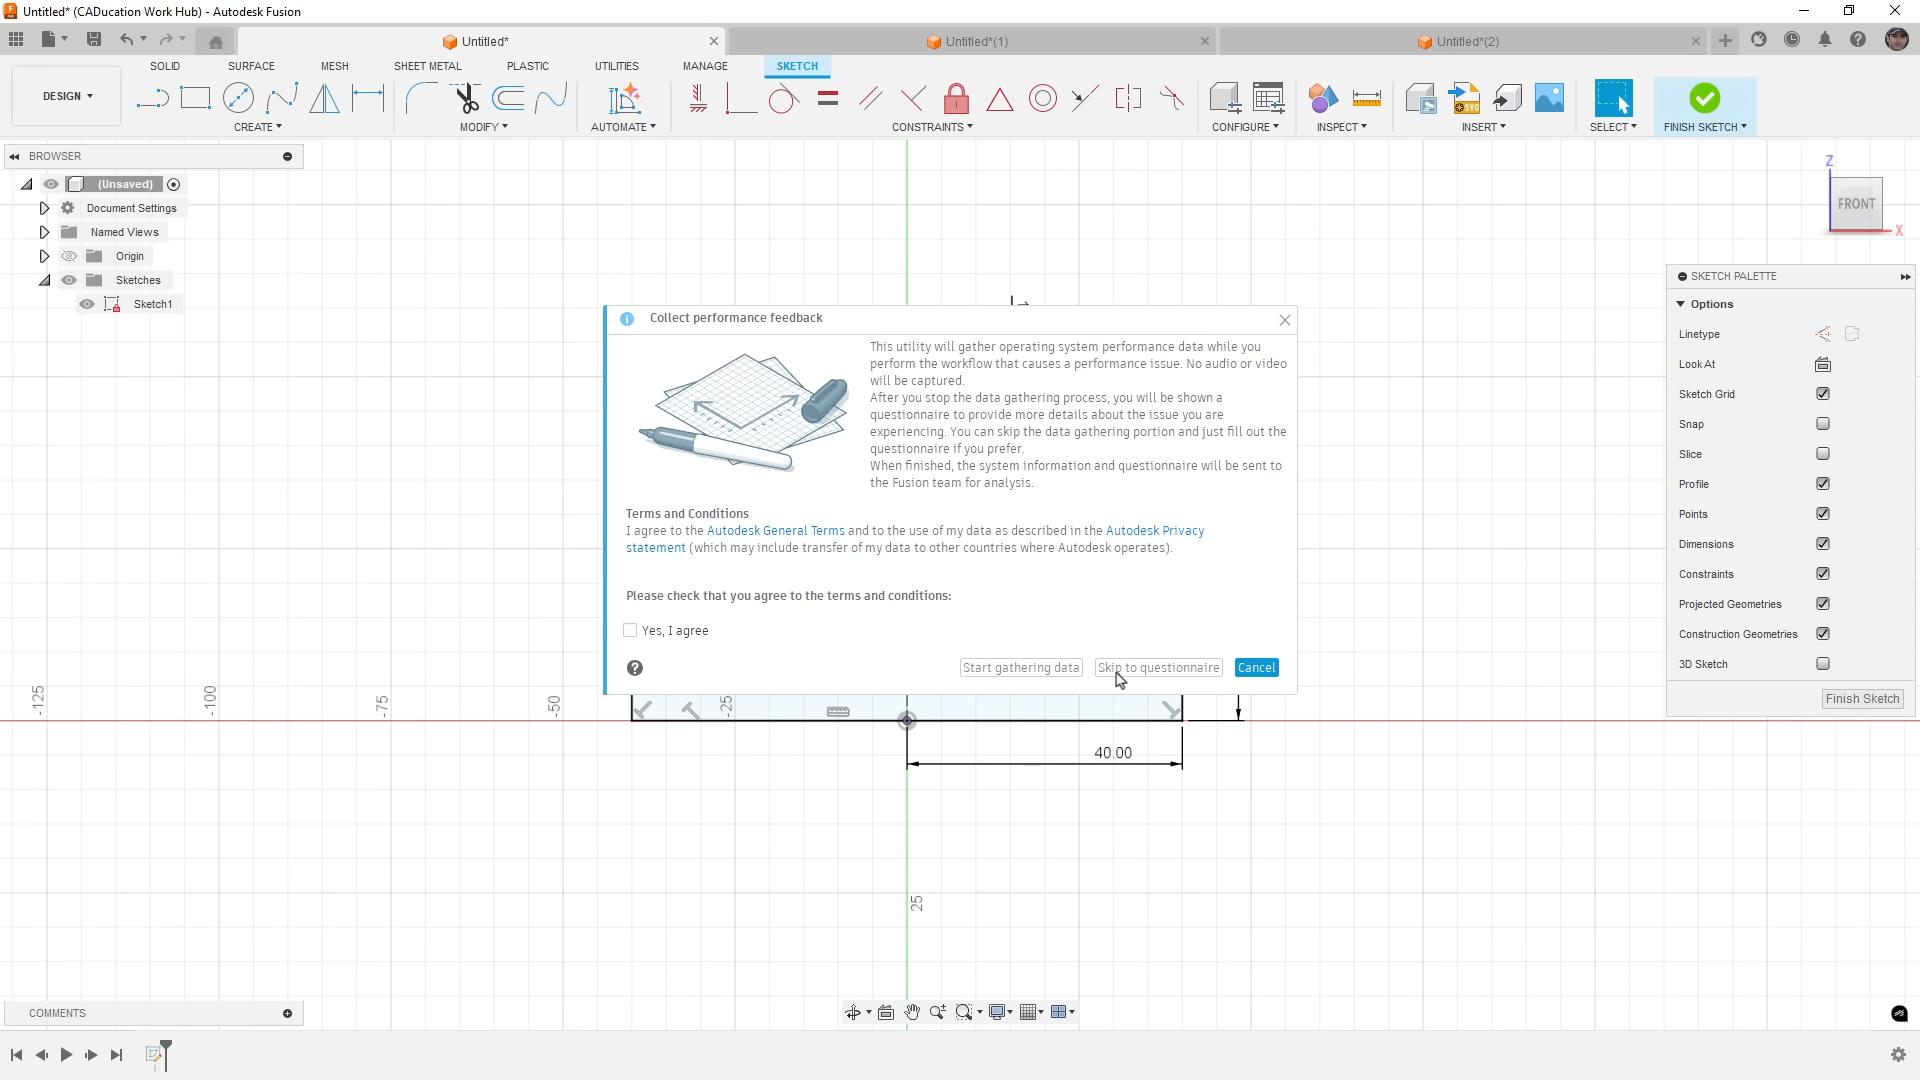 Untitled* (CADucation Work Hub) - Autodesk Fusion
Untitled*
Untitled*(1)
Untitled*(2)
SOLID
SURFACE
MESH
SHEET METAL
PLASTIC
UTILITIES
MANAGE
SKETCH
DESIGN
CREATE
MODIFY
AUTOMATE
CONSTRAINTS
CONFIGURE
INSPECT
INSERT
SELECT
FINISH SKETCH
SVG
BROWSER
(Unsaved)
Document Settings
Named Views
Origin
Sketches
Sketch1
Z
FRONT
X
SKETCH PALETTE
Options
Linetype
Look At
Sketch Grid
Snap
Slice
Profile
Points
Dimensions
Constraints
Projected Geometries
Construction Geometries
3D Sketch
Finish Sketch
Collect performance feedback
This utility will gather operating system performance data while you
perform the workflow that causes a performance issue. No audio or video
will be captured.
After you stop the data gathering process, you will be shown a
questionnaire to provide more details about the issue you are
experiencing. You can skip the data gathering portion and just fill out the
questionnaire if you prefer.
When finished, the system information and questionnaire will be sent to
the Fusion team for analysis.
Terms and Conditions
I agree to the Autodesk General Terms and to the use of my data as described in the Autodesk Privacy
statement (which may include transfer of my data to other countries where Autodesk operates).
Please check that you agree to the terms and conditions:
Yes, I agree
Start gathering data
Skip to questionnaire
Cancel
-125
-100
-75
-50
-25
40.00
25
COMMENTS